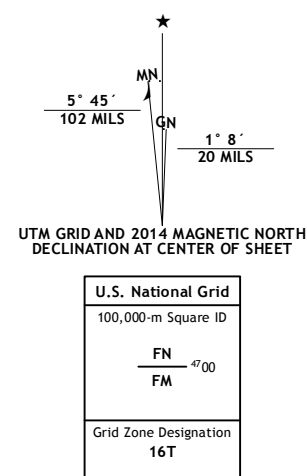 ★
MN.
5° 45´
102 MILS
GN
1° 8´
20 MILS
UTM GRID AND 2014 MAGNETIC NORTH
DECLINATION AT CENTER OF SHEET
U.S. National Grid
100,000-m Square ID
FN
4700
FM
Grid Zone Designation
16T